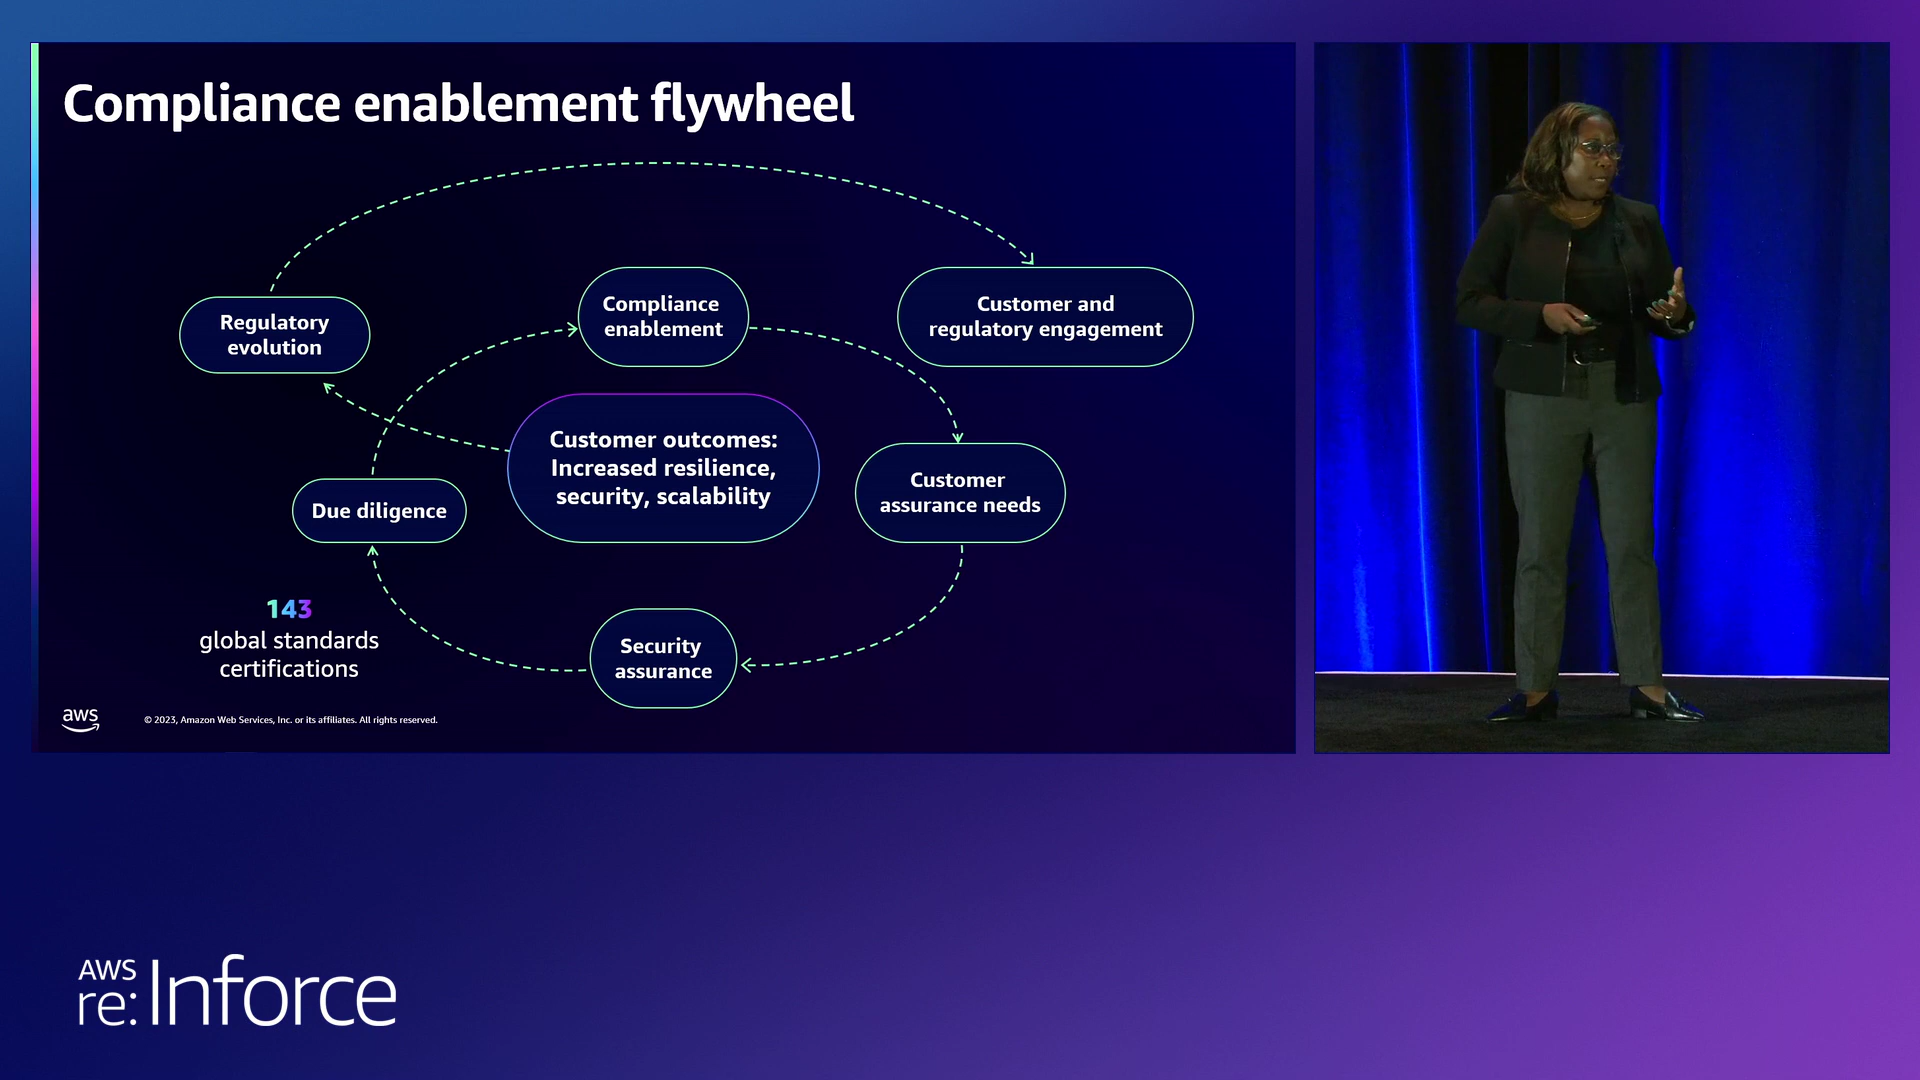 Compliance enablement flywheel
Regulatory
evolution
Compliance
enablement
Customer and
regulatory engagement
Customer outcomes:
Increased resilience,
security, scalability
Due diligence
Customer
assurance needs
Security
assurance
143
global standards
certifications
aws
© 2023, Amazon Web Services, Inc. or its affiliates. All rights reserved.
AWS
re:Inforce